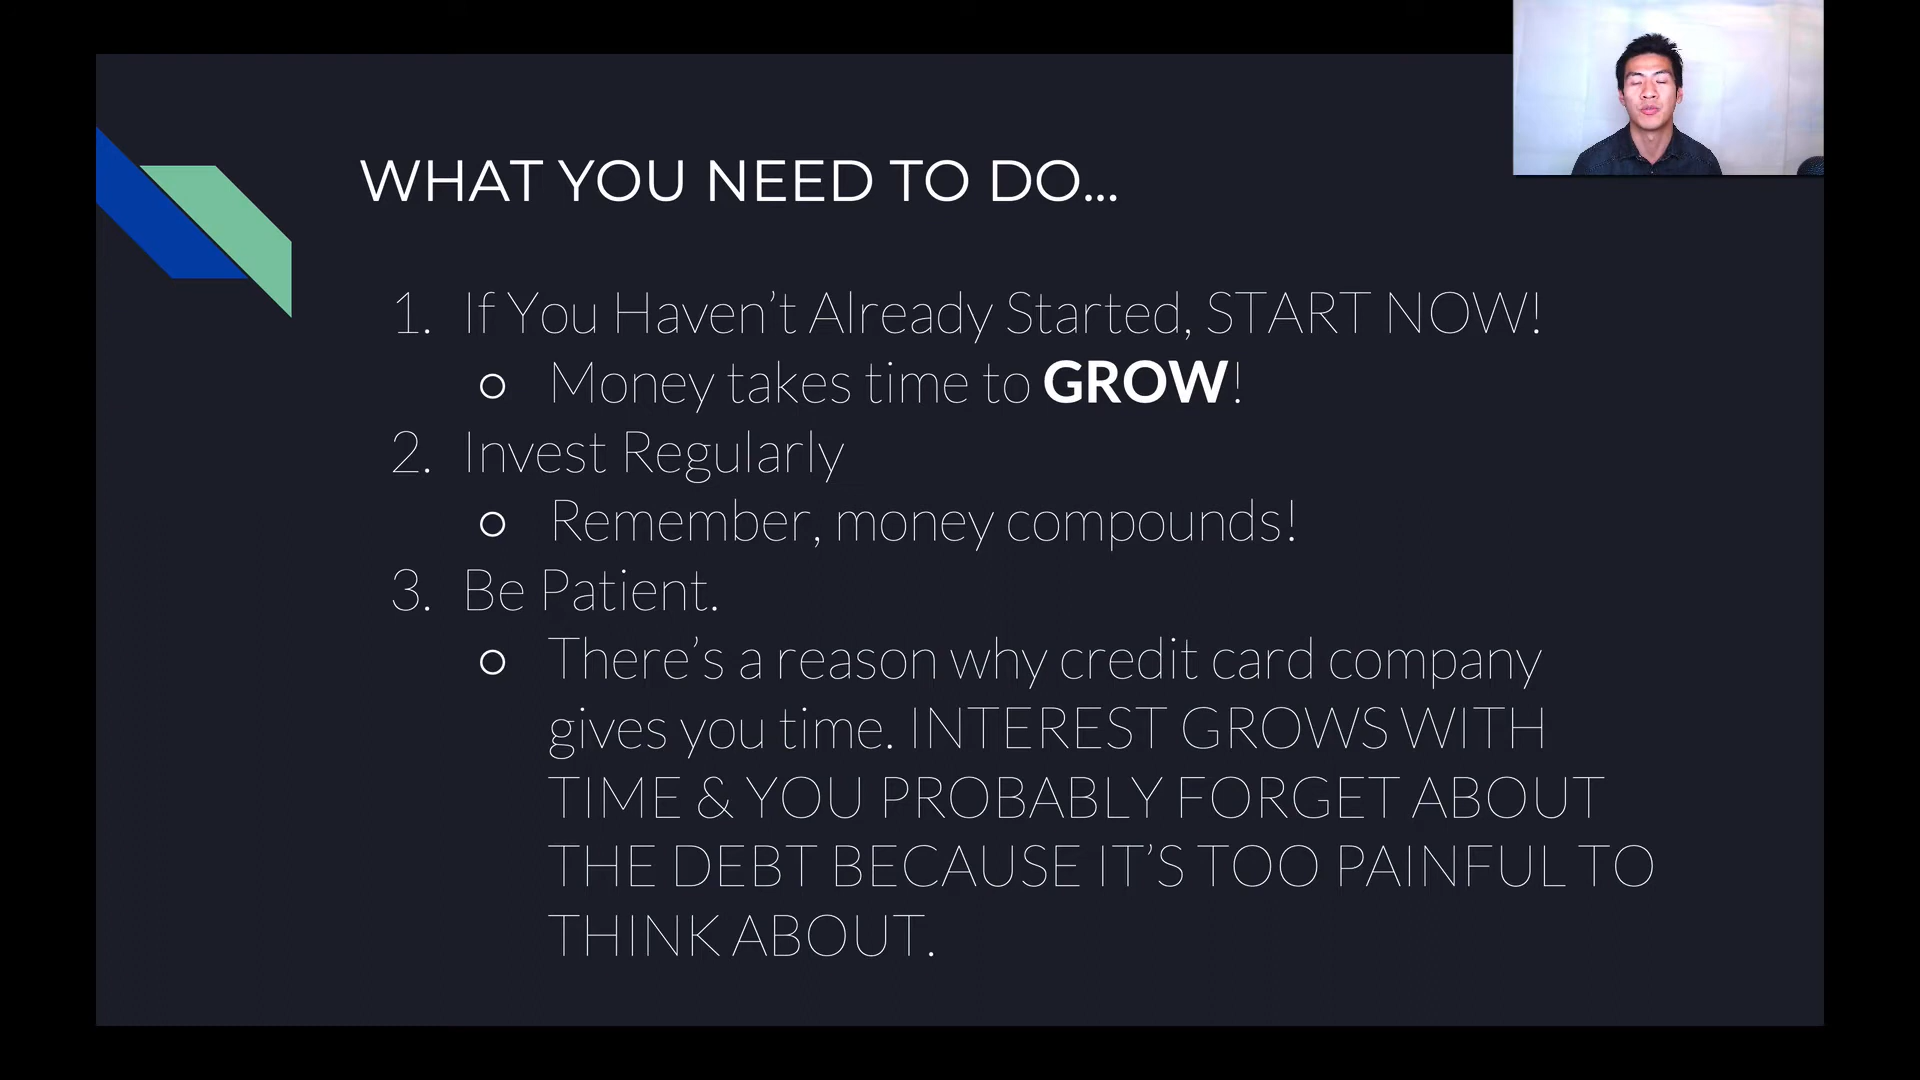 WHAT YOU NEED TO DO...
1. If You Haven’t Already Started, START NOW!
○ Money takes time to GROW!
2. Invest Regularly
○ Remember, money compounds!
3. Be Patient.
○ There’s a reason why credit card company
gives you time. INTEREST GROWS WITH
TIME & YOU PROBABLY FORGET ABOUT
THE DEBT BECAUSE IT’S TOO PAINFUL TO
THINK ABOUT.